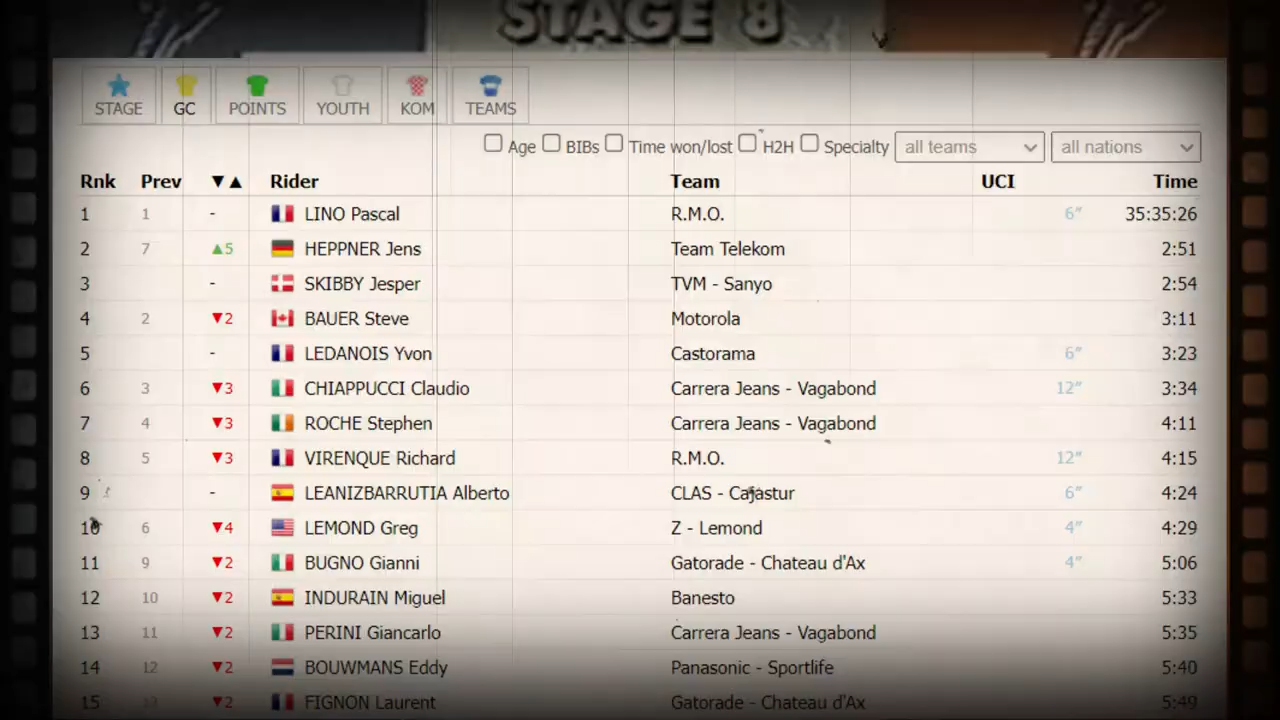 STAGE 8
STAGE GC POINTS YOUTH KOM TEAMS
Age BIBs Time won/lost H2H Specialty all teams all nations
Rnk Prev ▼▲ Rider Team UCI Time
1 1 - LINO Pascal R.M.O. 6″ 35:35:26
2 7 ▲5 HEPPNER Jens Team Telekom 2:51
3 - SKIBBY Jesper TVM - Sanyo 2:54
4 2 ▼2 BAUER Steve Motorola 3:11
5 - LEDANOIS Yvon Castorama 6″ 3:23
6 3 ▼3 CHIAPPUCCI Claudio Carrera Jeans - Vagabond 12″ 3:34
7 4 ▼3 ROCHE Stephen Carrera Jeans - Vagabond 4:11
8 5 ▼3 VIRENQUE Richard R.M.O. 12″ 4:15
9 - LEANIZBARRUTIA Alberto CLAS - Cajastur 6″ 4:24
10 6 ▼4 LEMOND Greg Z - Lemond 4″ 4:29
11 9 ▼2 BUGNO Gianni Gatorade - Chateau d'Ax 4″ 5:06
12 10 ▼2 INDURAIN Miguel Banesto 5:33
13 11 ▼2 PERINI Giancarlo Carrera Jeans - Vagabond 5:35
14 12 ▼2 BOUWMANS Eddy Panasonic - Sportlife 5:40
15 13 ▼2 FIGNON Laurent Gatorade - Chateau d'Ax 5:49